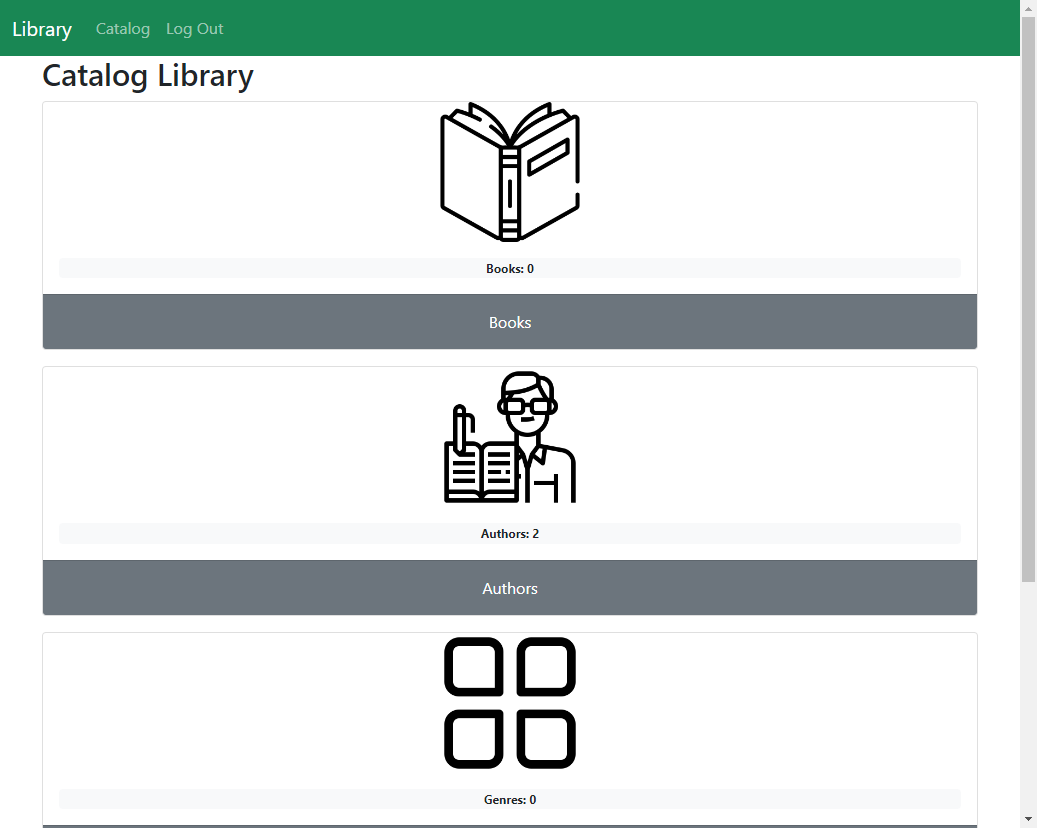 Library Catalog Log Out
Catalog Library
Books: 0
Books
Authors: 2
Authors
Genres: 0